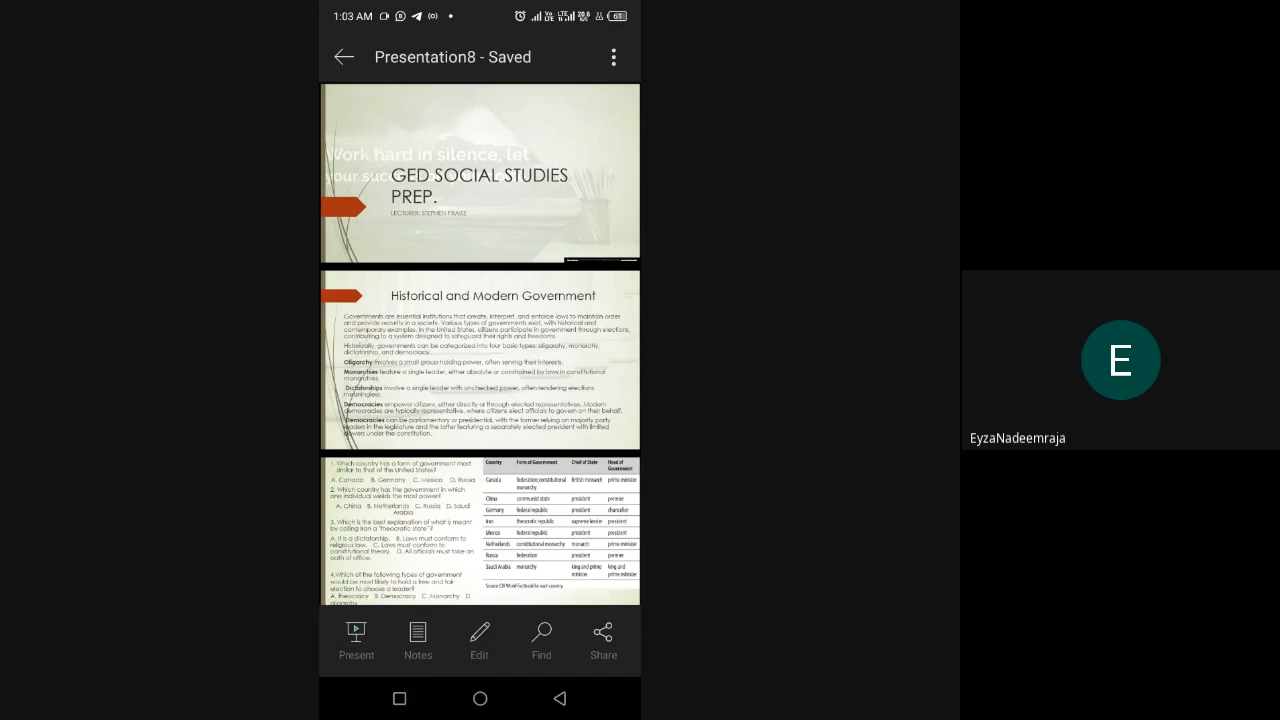 1:03 AM
Presentation8 - Saved
Work hard in silence, let
GED SOCIAL STUDIES
PREP.
LECTURER: STEPHEN PRAISE
Historical and Modern Government
Governments are essential institutions that create, interpret, and enforce laws to maintain order
and provide security in a society. Various types of governments exist, with historical and
contemporary examples. In the United States, citizens participate in government through elections,
contributing to a system designed to safeguard their rights and freedoms.
Historically, governments can be categorized into four basic types: oligarchy, monarchy,
dictatorship, and democracy.
Oligarchy involves a small group holding power, often serving their interests.
Monarchies feature a single leader, either absolute or constrained by laws in constitutional
monarchies.
Dictatorships involve a single leader with unchecked power, often rendering elections
meaningless.
Democracies empower citizens, either directly or through elected representatives. Modern
democracies are typically representative, where citizens elect officials to govern on their behalf.
Democracies can be parliamentary or presidential, with the former relying on majority party
leaders in the legislature and the latter featuring a separately elected president with limited
powers under the constitution.
1. Which country has a form of government most
similar to that of the United States?
A. Canada B. Germany C. Mexico D. Russia
2. Which country has the government in which
one individual wields the most power?
A. China B. Netherlands C. Russia D. Saudi
Arabia
3. Which is the best explanation of what is meant
by calling Iran a "theocratic state"?
A. It is a dictatorship. B. Laws must conform to
religious law. C. Laws must conform to
constitutional theory. D. All officials must take an
oath of office.
4.Which of the following types of government
would be most likely to hold a free and fair
election to choose a leader?
A. Theocracy B. Democracy C. Monarchy D.
oligarchy
Country Form of Government Chief of State Head of
Government
Canada federation; constitutional British monarch prime minister
monarchy
China communist state president premier
Germany federal republic president chancellor
Iran theocratic republic supreme leader president
Mexico federal republic president president
Netherlands constitutional monarchy monarch prime minister
Russia federation president premier
Saudi Arabia monarchy king and prime king and
minister prime minister
Source: CIA World Factbook for each country
Present Notes Edit Find Share
E
EyzaNadeemraja